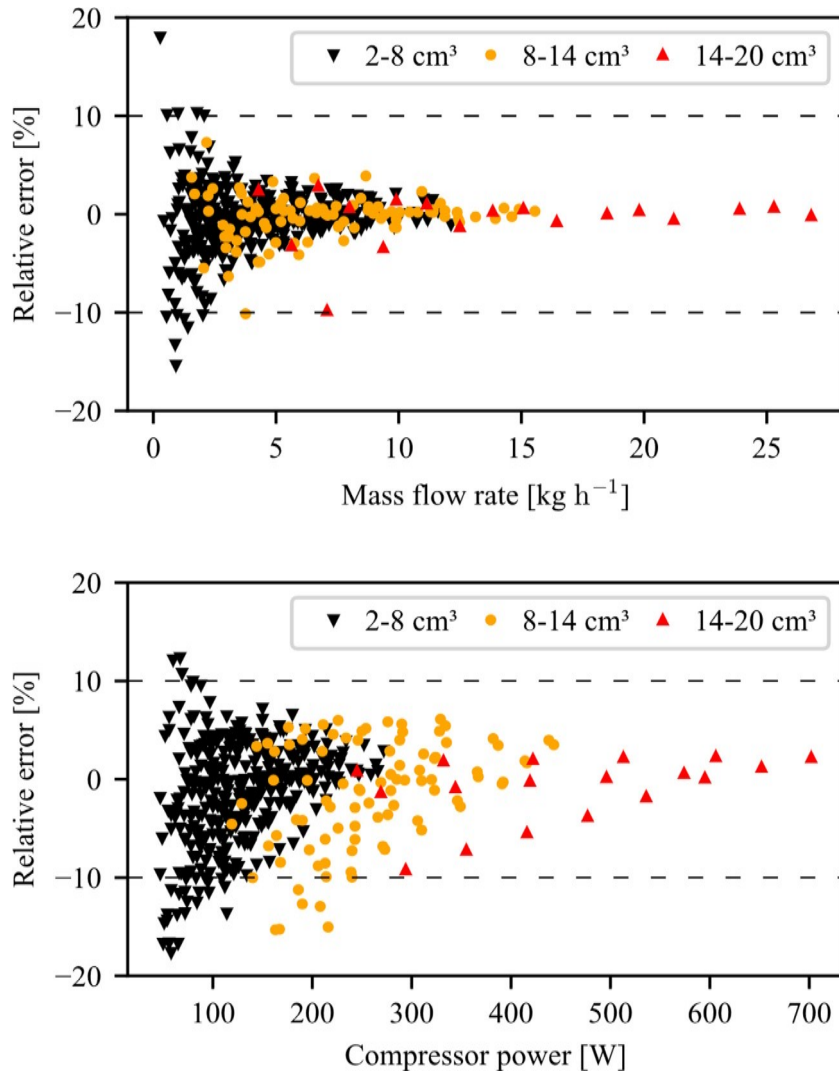 20
10
0
−10
−20
Relative error [%]
2-8 cm³ 8-14 cm³ 14-20 cm³
0 5 10 15 20 25
Mass flow rate [kg h⁻¹]
20
10
0
−10
−20
Relative error [%]
2-8 cm³ 8-14 cm³ 14-20 cm³
100 200 300 400 500 600 700
Compressor power [W]